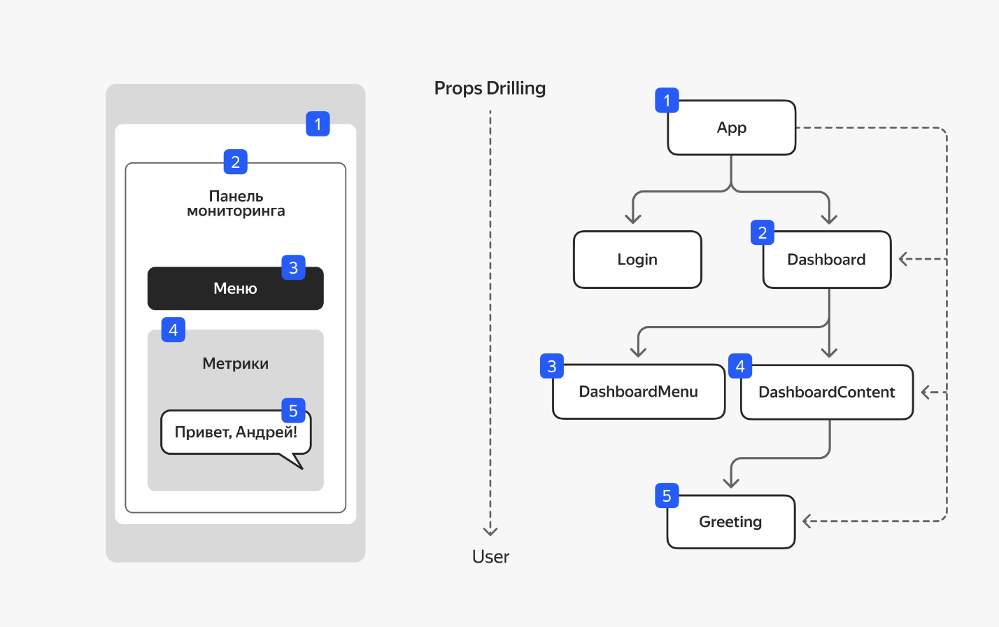 1
2
Панель
мониторинга
3
Меню
4
Метрики
5
Привет, Андрей!
Props Drilling
User
1
App
Login
2
Dashboard
3
DashboardMenu
4
DashboardContent
5
Greeting